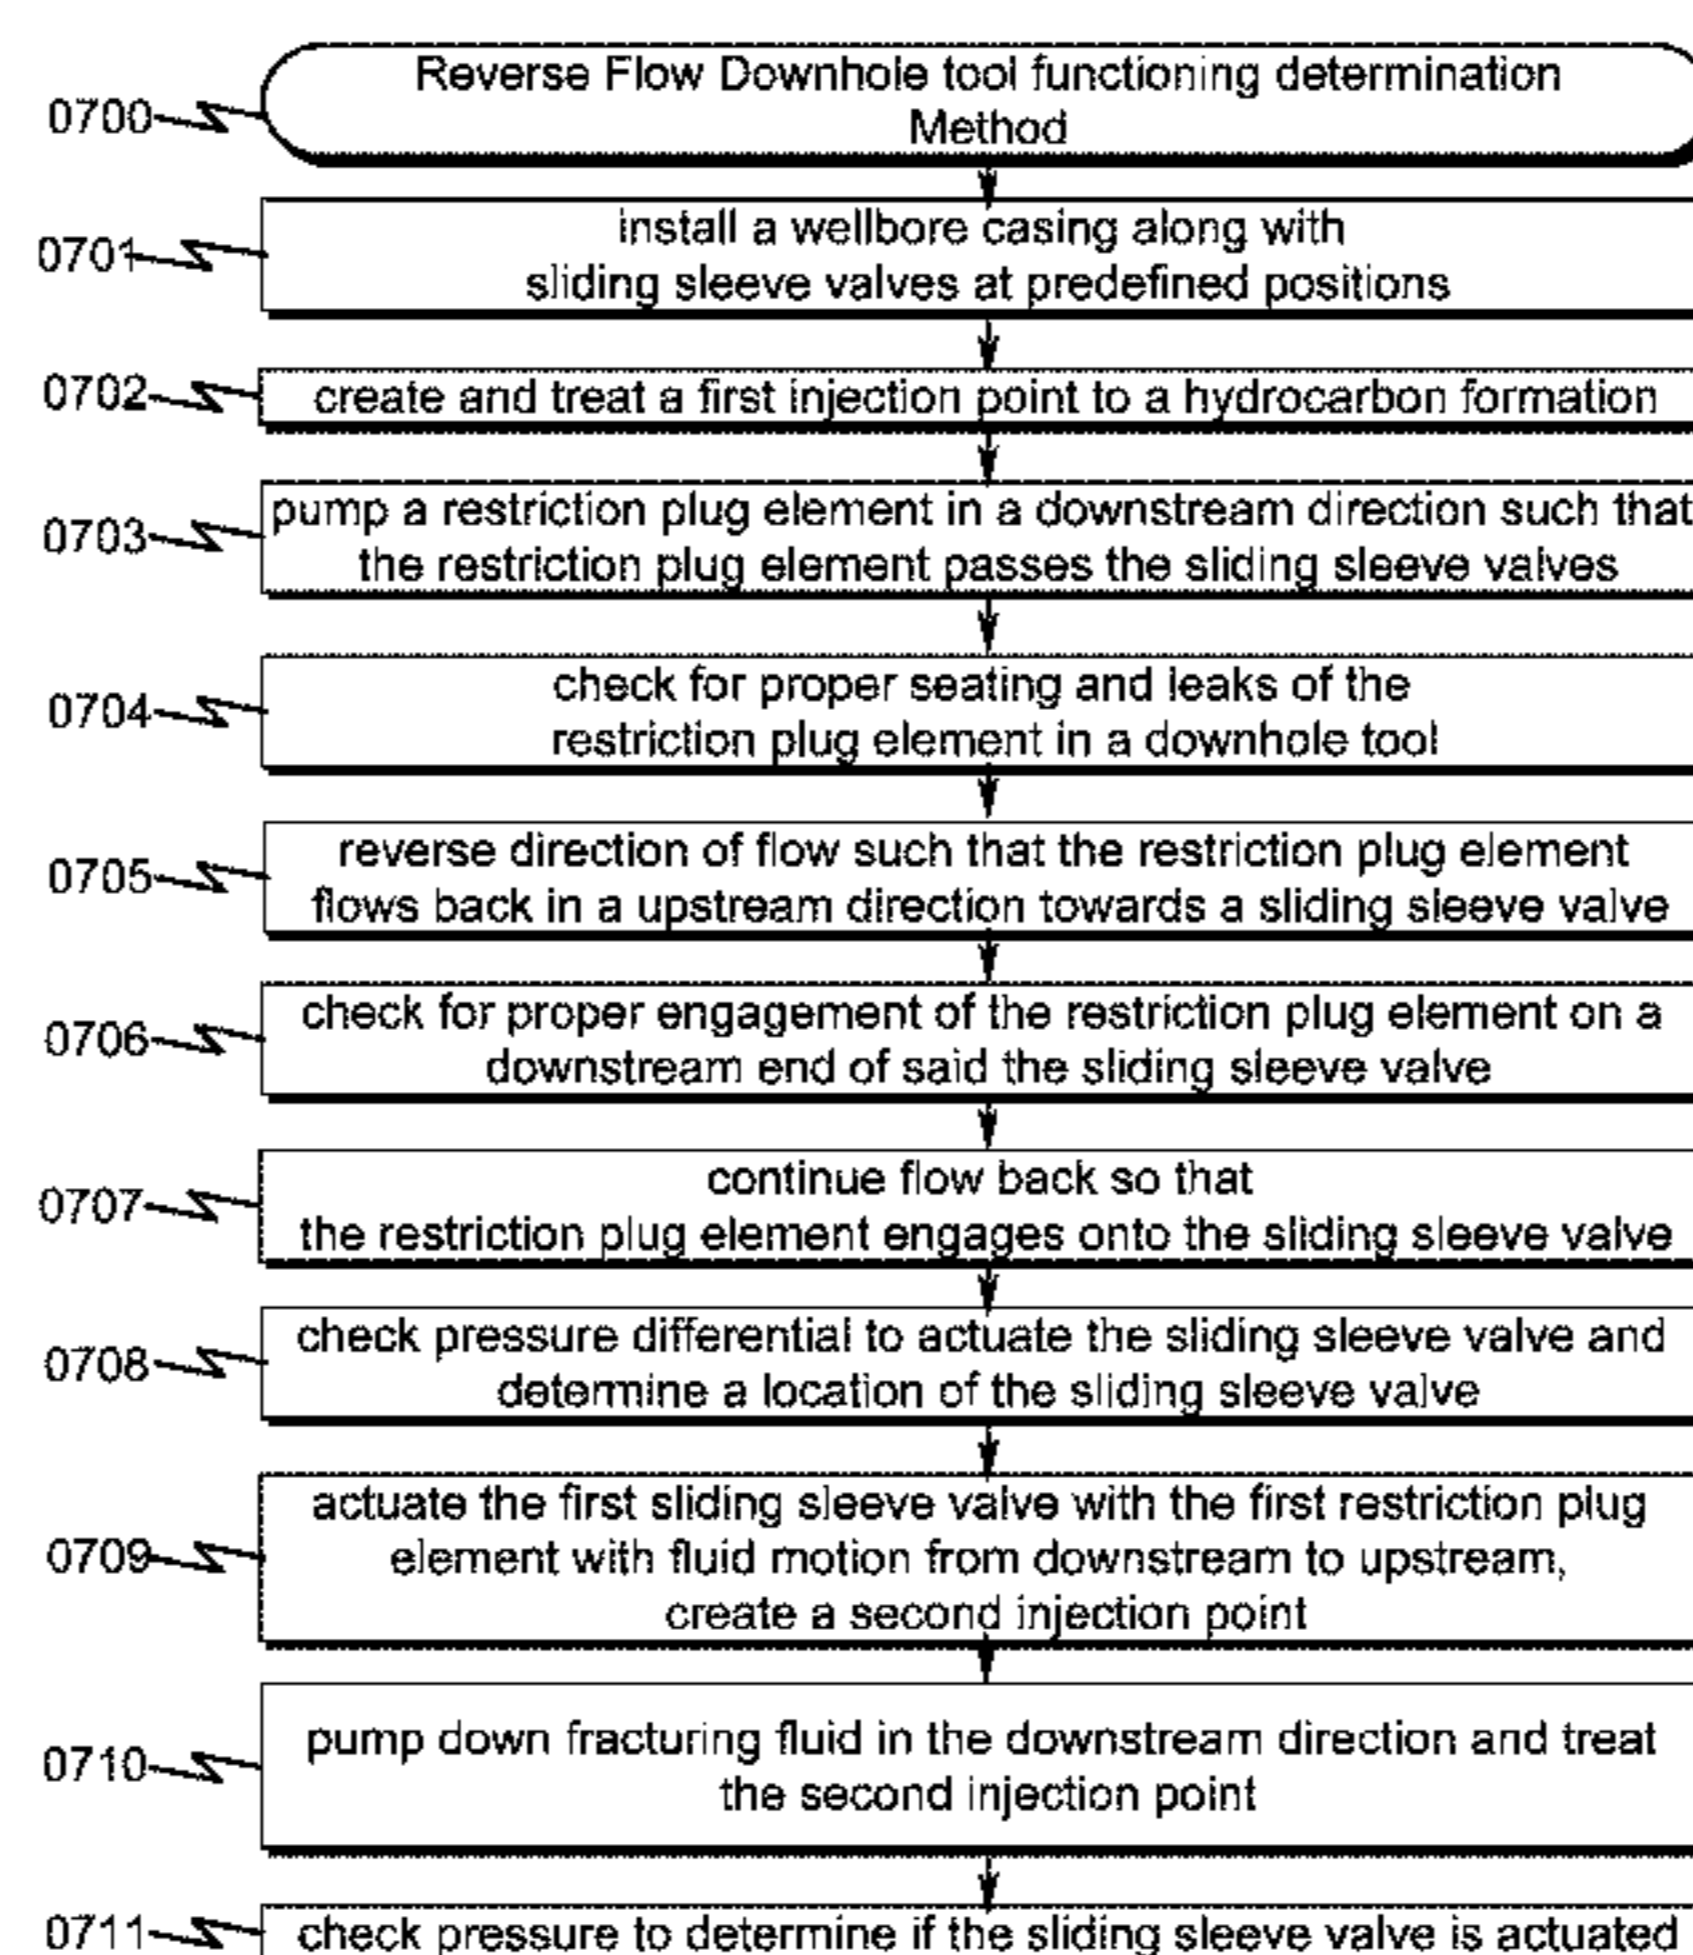 Reverse Flow Downhole tool functioning determination
Method
0700
install a wellbore casing along with
sliding sleeve valves at predefined positions
0701
create and treat a first injection point to a hydrocarbon formation
0702
pump a restriction plug element in a downstream direction such that
the restriction plug element passes the sliding sleeve valves
0703
check for proper seating and leaks of the
restriction plug element in a downhole tool
0704
reverse direction of flow such that the restriction plug element
flows back in a upstream direction towards a sliding sleeve valve
0705
check for proper engagement of the restriction plug element on a
downstream end of said the sliding sleeve valve
0706
continue flow back so that
the restriction plug element engages onto the sliding sleeve valve
0707
check pressure differential to actuate the sliding sleeve valve and
determine a location of the sliding sleeve valve
0708
actuate the first sliding sleeve valve with the first restriction plug
element with fluid motion from downstream to upstream,
create a second injection point
0709
pump down fracturing fluid in the downstream direction and treat
the second injection point
0710
check pressure to determine if the sliding sleeve valve is actuated
0711